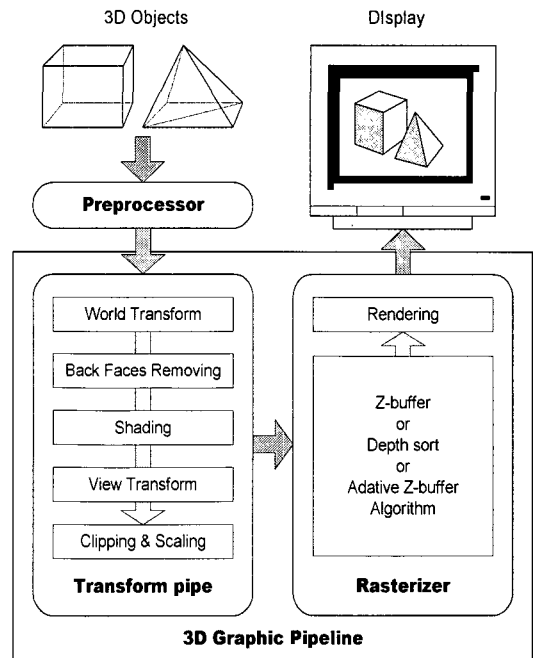 3D Objects
DIsplay
Preprocessor
World Transform
Back Faces Removing
Shading
View Transform
Clipping & Scaling
Transform pipe
Rendering
Z-buffer
or
Depth sort
or
Adative Z-buffer
Algorithm
Rasterizer
3D Graphic Pipeline